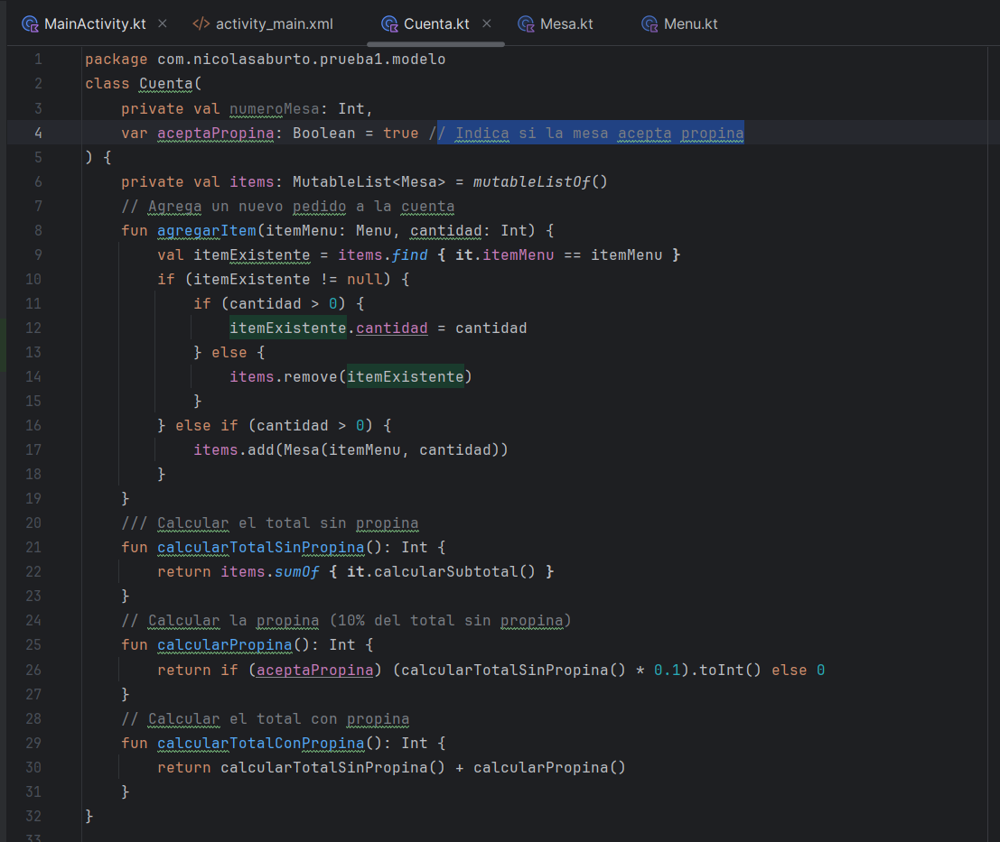 MainActivity.kt
activity_main.xml
Cuenta.kt
Mesa.kt
Menu.kt
1 package com.nicolasaburto.prueba1.modelo
2 class Cuenta(
3 private val numeroMesa: Int,
4 var aceptaPropina: Boolean = true // Indica si la mesa acepta propina
5 ) {
6 private val items: MutableList<Mesa> = mutableListOf()
7 // Agrega un nuevo pedido a la cuenta
8 fun agregarItem(itemMenu: Menu, cantidad: Int) {
9 val itemExistente = items.find { it.itemMenu == itemMenu }
10 if (itemExistente != null) {
11 if (cantidad > 0) {
12 itemExistente.cantidad = cantidad
13 } else {
14 items.remove(itemExistente)
15 }
16 } else if (cantidad > 0) {
17 items.add(Mesa(itemMenu, cantidad))
18 }
19 }
20 /// Calcular el total sin propina
21 fun calcularTotalSinPropina(): Int {
22 return items.sumOf { it.calcularSubtotal() }
23 }
24 // Calcular la propina (10% del total sin propina)
25 fun calcularPropina(): Int {
26 return if (aceptaPropina) (calcularTotalSinPropina() * 0.1).toInt() else 0
27 }
28 // Calcular el total con propina
29 fun calcularTotalConPropina(): Int {
30 return calcularTotalSinPropina() + calcularPropina()
31 }
32 }
33